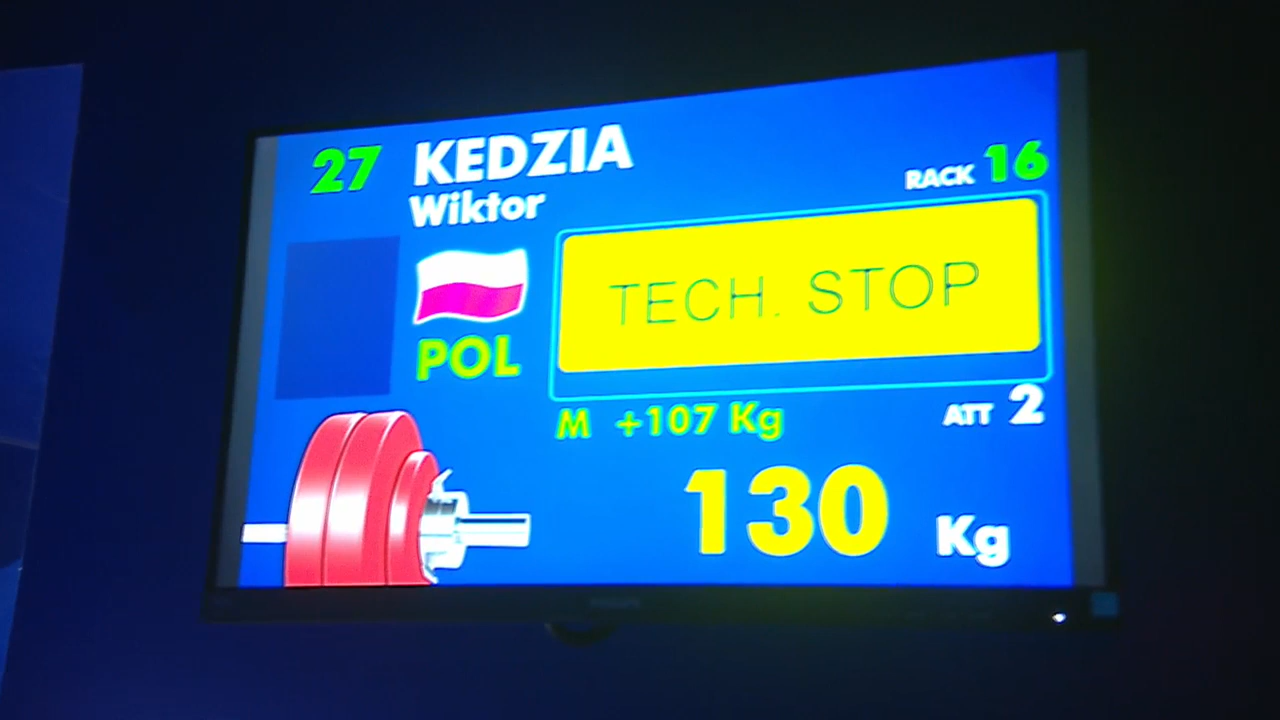 27 KEDZIA
Wiktor
RACK 16
TECH. STOP
POL
M +107 Kg
ATT 2
130 Kg